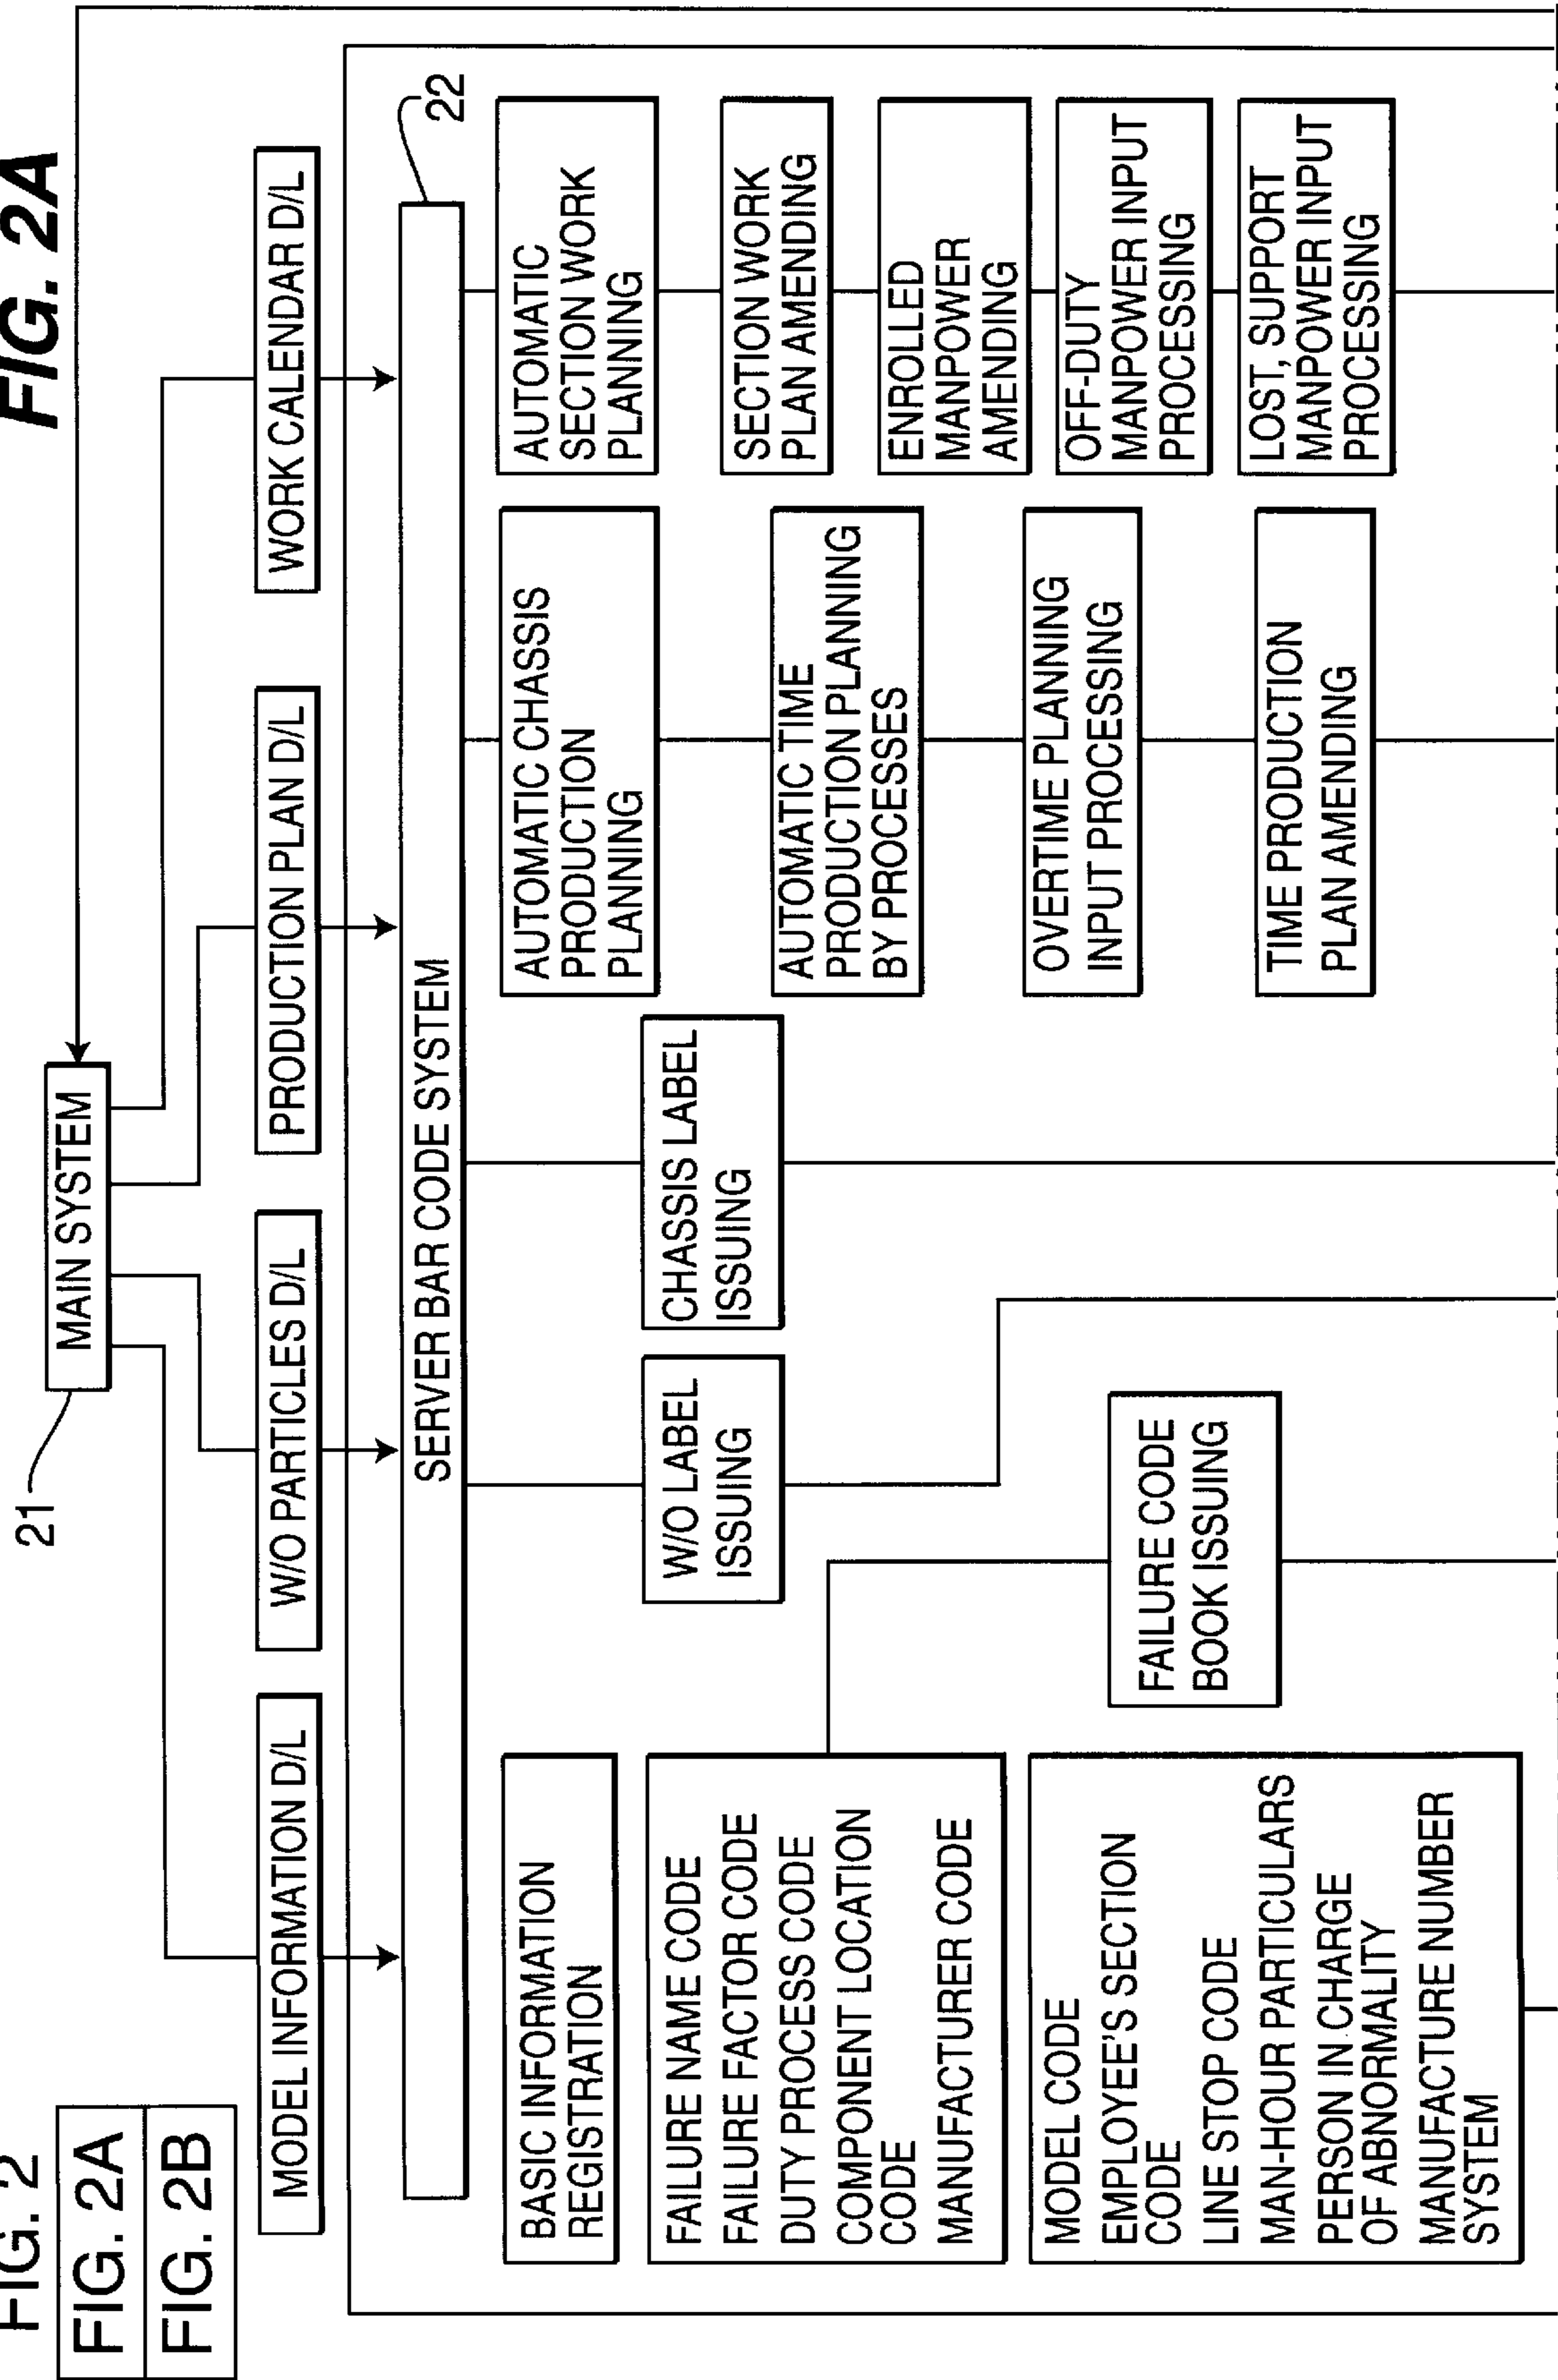 FIG. 2
FIG. 2A
FIG. 2B
FIG. 2A
21
MAIN SYSTEM
MODEL INFORMATION D/L
W/O PARTICLES D/L
PRODUCTION PLAN D/L
WORK CALENDAR D/L
22
SERVER BAR CODE SYSTEM
BASIC INFORMATION
REGISTRATION
FAILURE NAME CODE
FAILURE FACTOR CODE
DUTY PROCESS CODE
COMPONENT LOCATION
CODE
MANUFACTURER CODE
MODEL CODE
EMPLOYEE'S SECTION
CODE
LINE STOP CODE
MAN-HOUR PARTICULARS
PERSON IN CHARGE
OF ABNORMALITY
MANUFACTURE NUMBER
SYSTEM
FAILURE CODE
BOOK ISSUING
W/O LABEL
ISSUING
CHASSIS LABEL
ISSUING
AUTOMATIC CHASSIS
PRODUCTION
PLANNING
AUTOMATIC TIME
PRODUCTION PLANNING
BY PROCESSES
OVERTIME PLANNING
INPUT PROCESSING
TIME PRODUCTION
PLAN AMENDING
AUTOMATIC
SECTION WORK
PLANNING
SECTION WORK
PLAN AMENDING
ENROLLED
MANPOWER
AMENDING
OFF-DUTY
MANPOWER INPUT
PROCESSING
LOST, SUPPORT
MANPOWER INPUT
PROCESSING